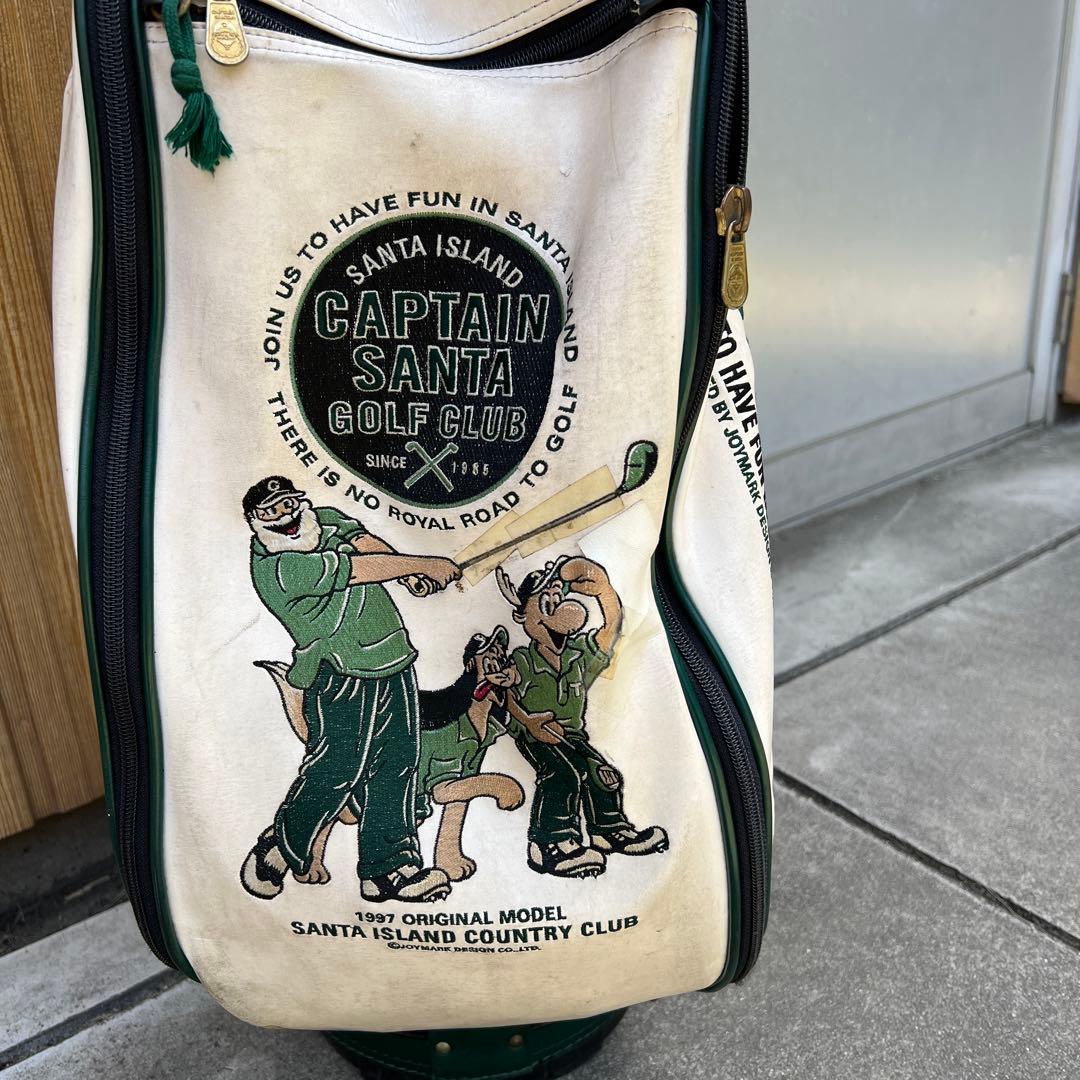 JOIN US TO HAVE FUN IN SANTA ISLAND
SANTA ISLAND
CAPTAIN
SANTA
GOLF CLUB
SINCE 1985
THERE IS NO ROYAL ROAD TO GOLF
1997 ORIGINAL MODEL
SANTA ISLAND COUNTRY CLUB
©JOYMARK DESIGN CO.,LTD.
TO HAVE FUN
BY JOYMARK DESIGN
T